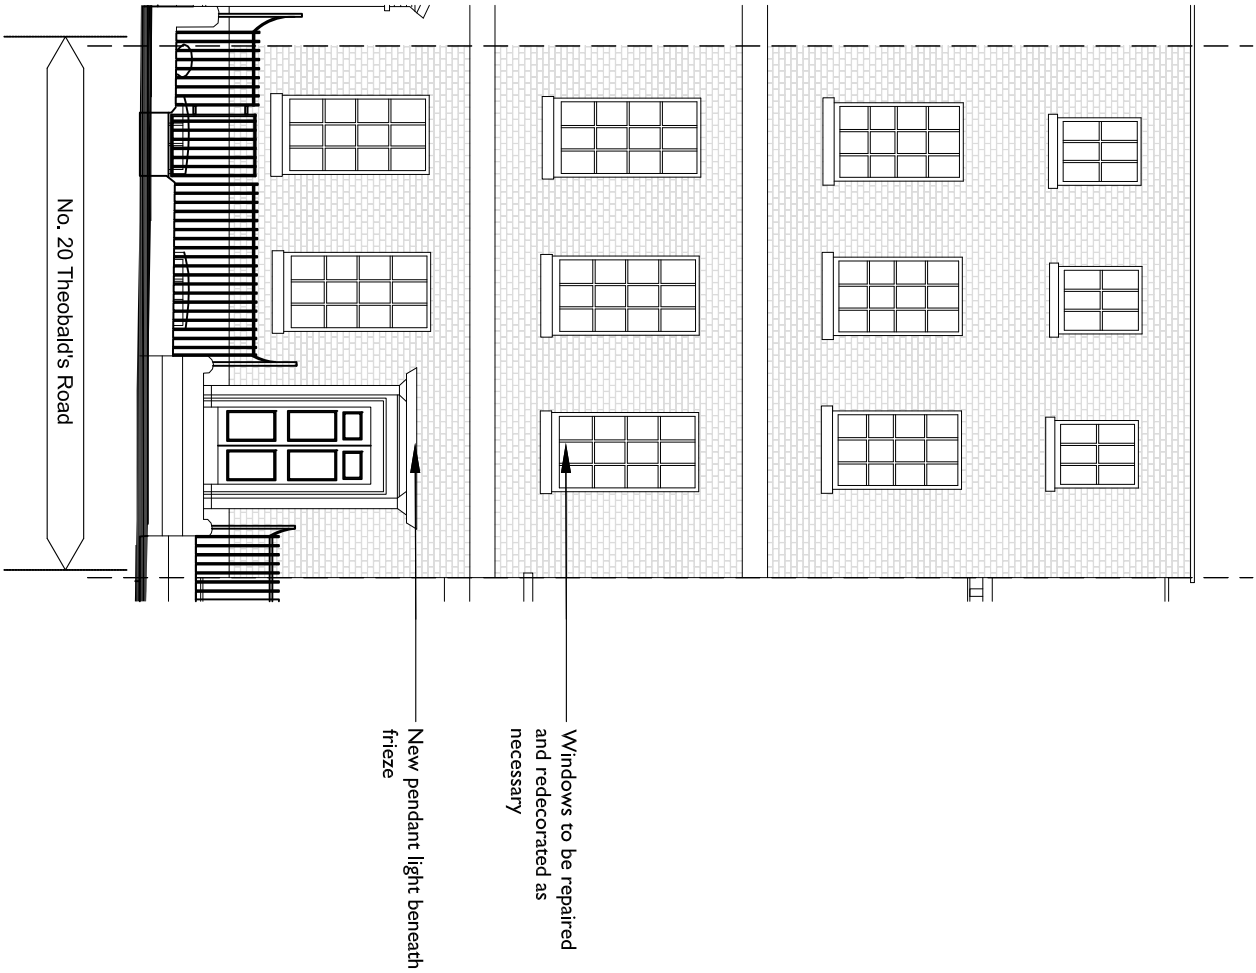 Windows to be repaired
and redecorated as
necessary
New pendant light beneath
frieze
No. 20 Theobald's Road